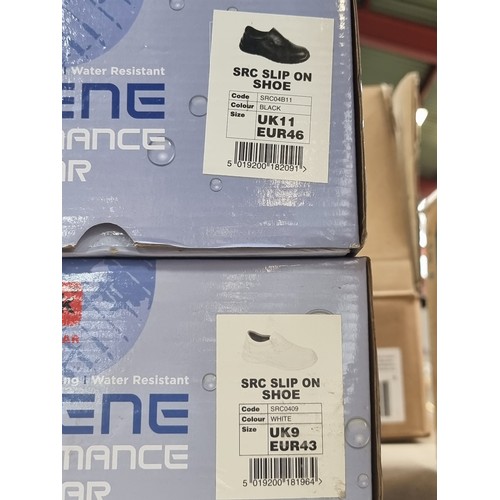 Water Resistant
ENE
MANCE
AR
SRC SLIP ON
SHOE
Code SRC04B11
Colour BLACK
Size UK11
EUR46
5 019200 182091 >
AR
ng | Water Resistant
ENE
MANCE
AR
SRC SLIP ON
SHOE
Code SRC0409
Colour WHITE
Size UK9
EUR43
5 019200 181964 >